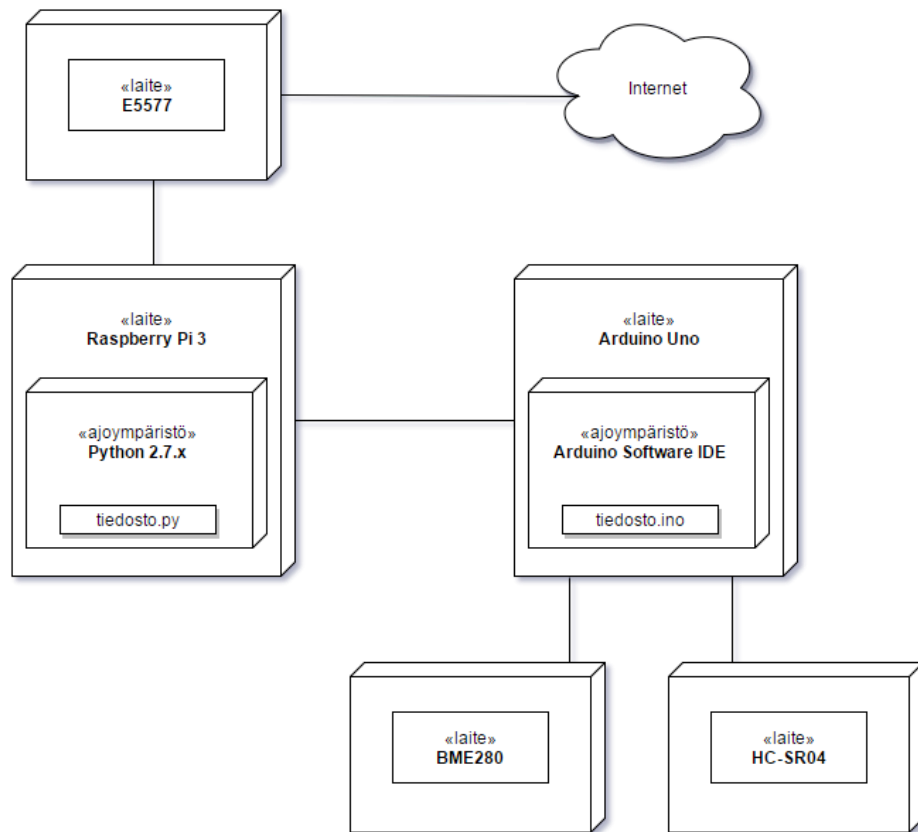 «laite»
E5577
Internet
«laite»
Raspberry Pi 3
«ajoympäristö»
Python 2.7.x
tiedosto.py
«laite»
Arduino Uno
«ajoympäristö»
Arduino Software IDE
tiedosto.ino
«laite»
BME280
«laite»
HC-SR04